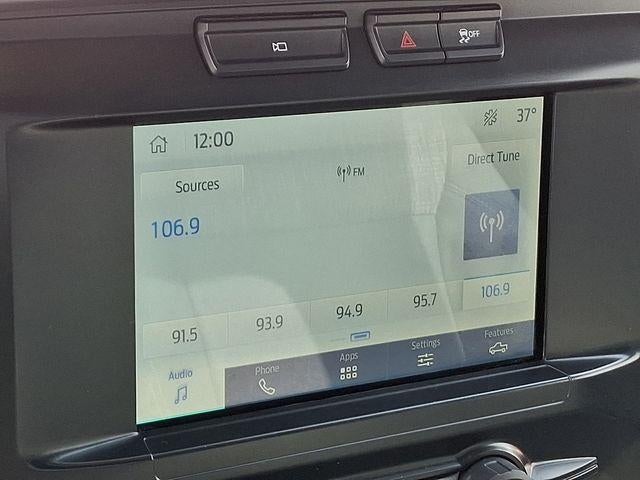 OFF
12:00
37°
Sources
FM
Direct Tune
106.9
91.5
93.9
94.9
95.7
106.9
Audio
Phone
Apps
Settings
Features